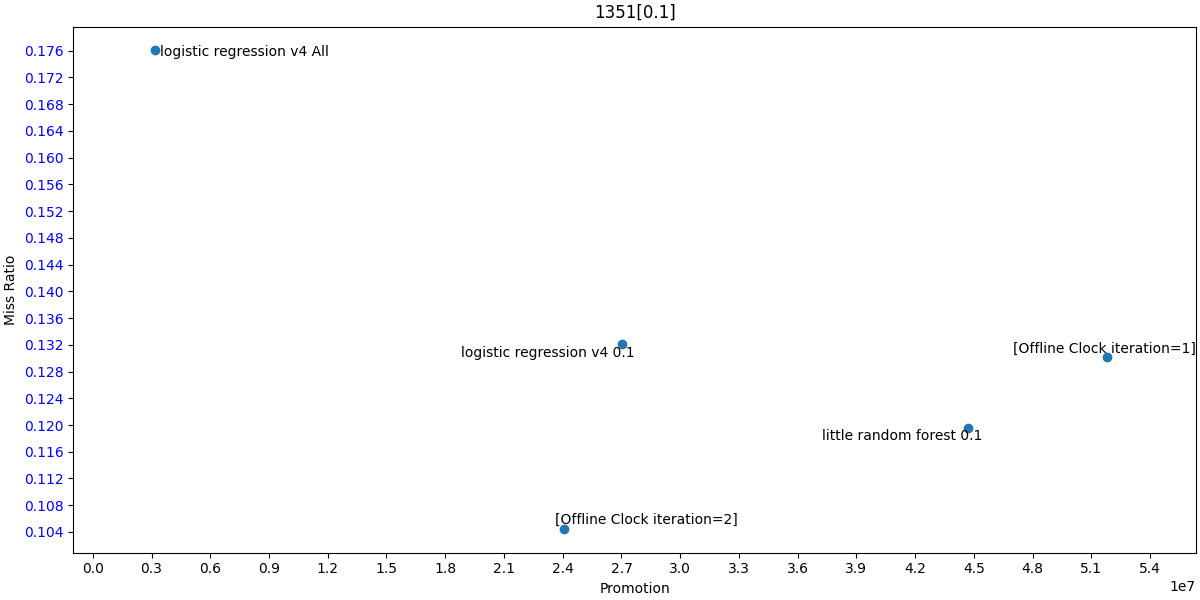 1351[0.1]
0.176
0.172
0.168
0.164
0.160
0.156
0.152
0.148
0.144
0.140
0.136
0.132
0.128
0.124
0.120
0.116
0.112
0.108
0.104
Miss Ratio
logistic regression v4 All
logistic regression v4 0.1
[Offline Clock iteration=1]
little random forest 0.1
[Offline Clock iteration=2]
0.0 0.3 0.6 0.9 1.2 1.5 1.8 2.1 2.4 2.7 3.0 3.3 3.6 3.9 4.2 4.5 4.8 5.1 5.4
1e7
Promotion